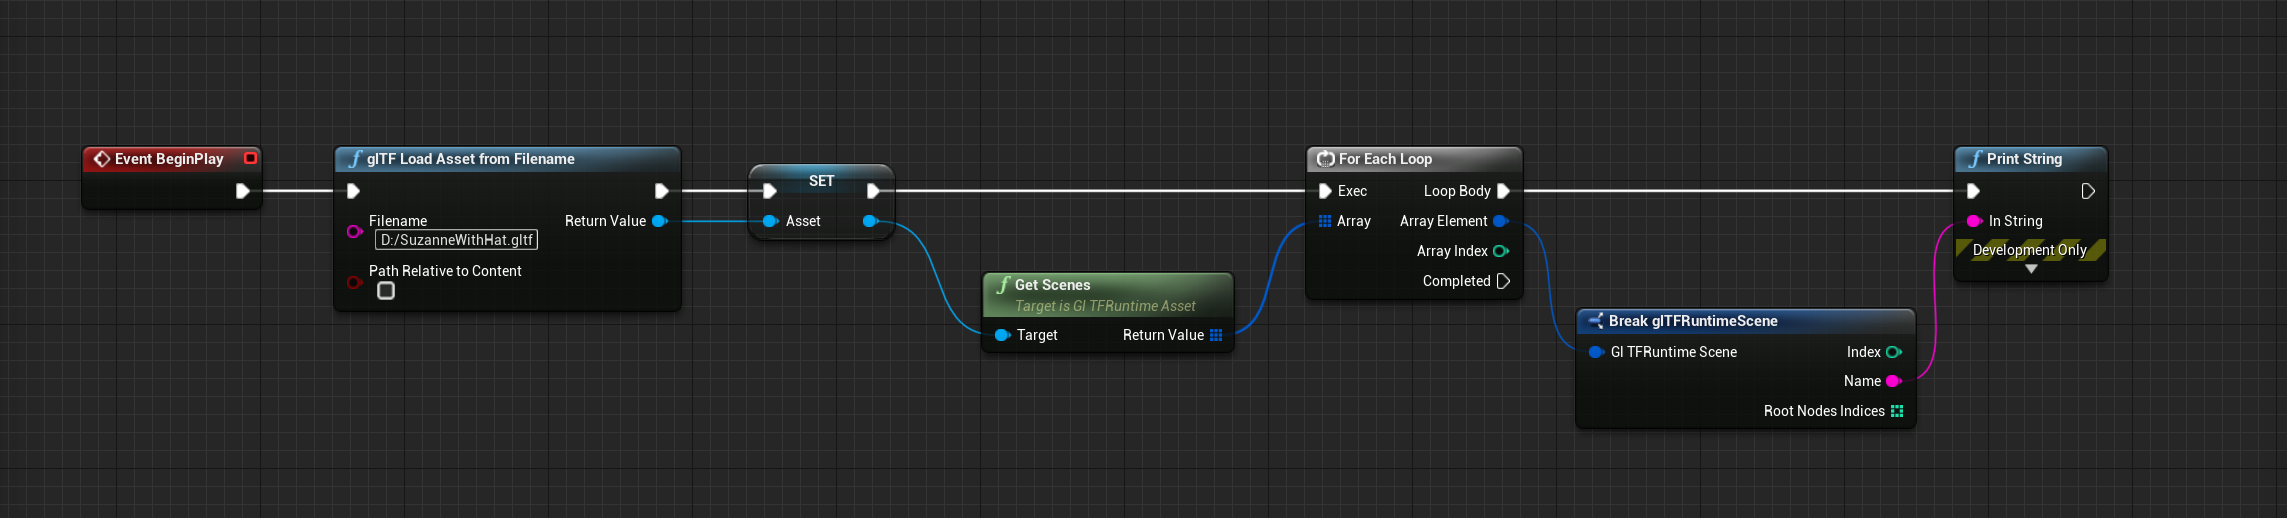 Event BeginPlay
glTF Load Asset from Filename
Filename
D:/SuzanneWithHat.gltf
Return Value
Path Relative to Content
SET
Asset
Get Scenes
Target is Gl TFRuntime Asset
Target
Return Value
For Each Loop
Exec
Loop Body
Array
Array Element
Array Index
Completed
Break glTFRuntimeScene
Gl TFRuntime Scene
Index
Name
Root Nodes Indices
Print String
In String
Development Only